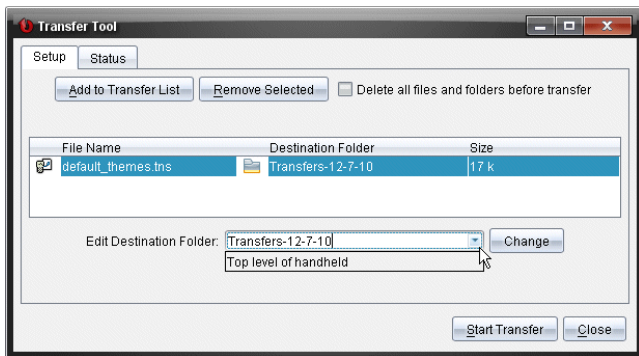 Transfer Tool
Setup Status
Add to Transfer List Remove Selected Delete all files and folders before transfer
File Name Destination Folder Size
default_themes.tns Transfers-12-7-10 17 k
Edit Destination Folder: Transfers-12-7-10 Change
Top level of handheld
Start Transfer Close